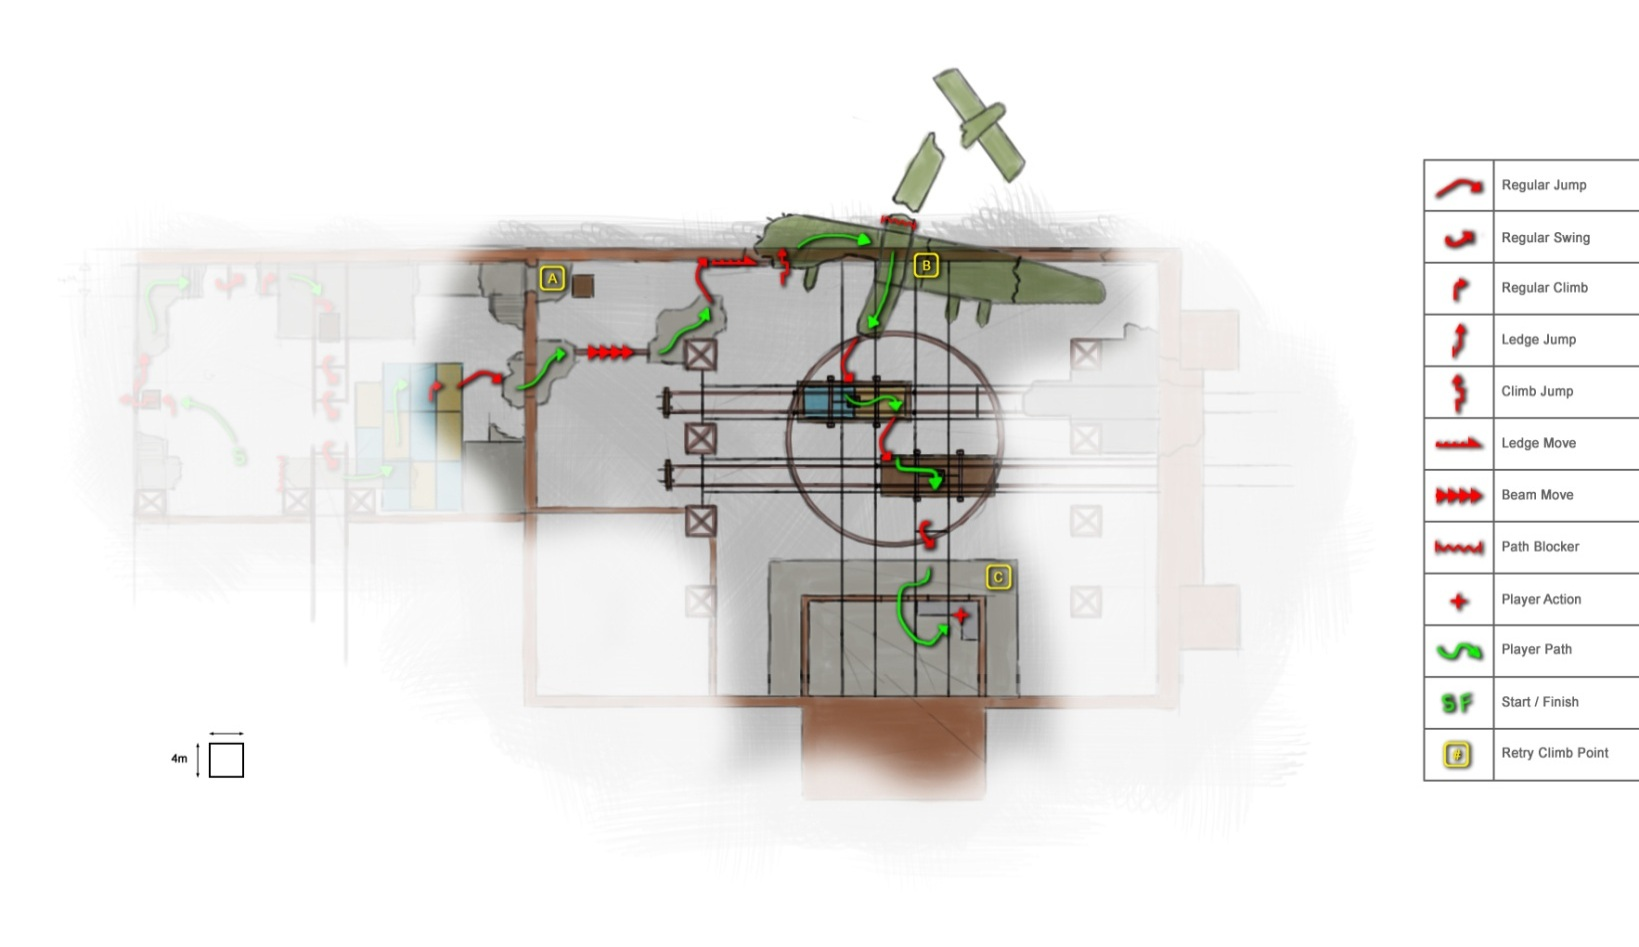 A
B
S
C
4m
Regular Jump
Regular Swing
Regular Climb
Ledge Jump
Climb Jump
Ledge Move
Beam Move
Path Blocker
Player Action
Player Path
SF Start / Finish
# Retry Climb Point